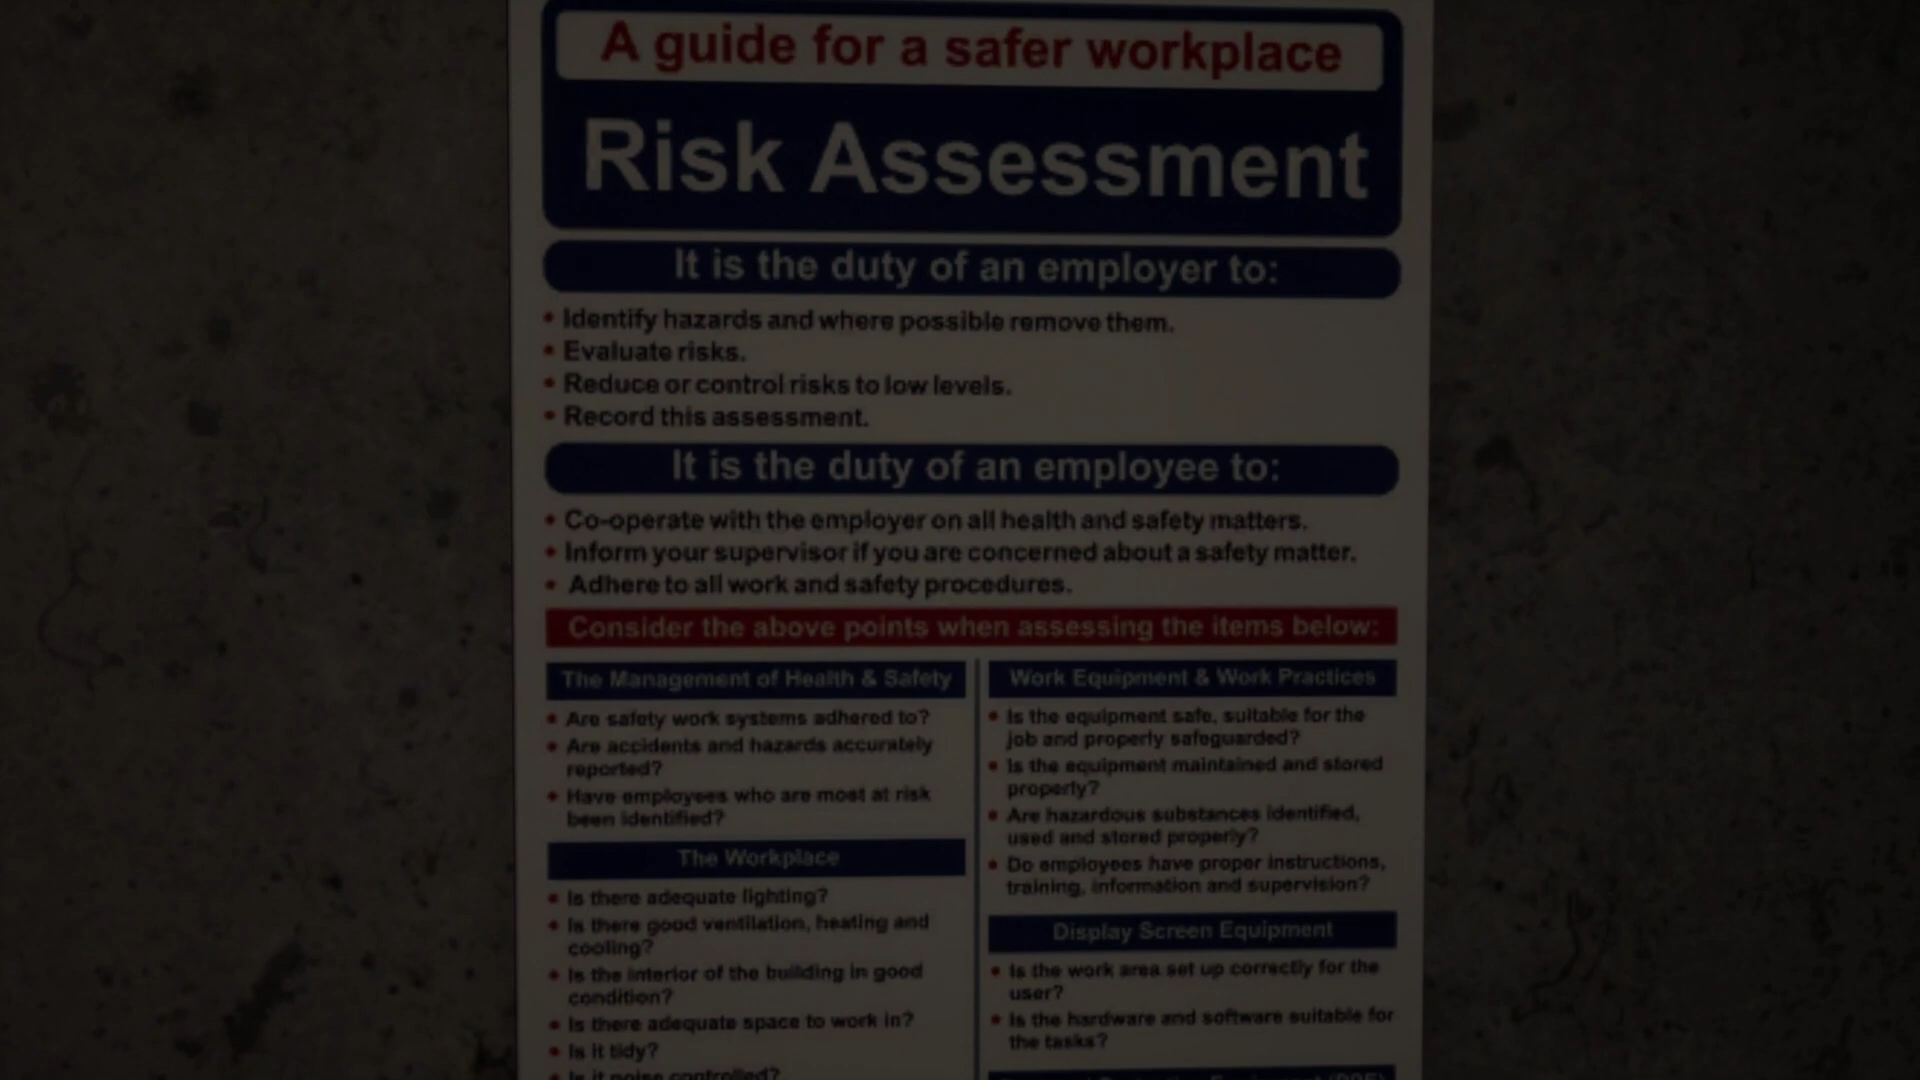 A guide for a safer workplace
Risk Assessment
It is the duty of an employer to:
• Identify hazards and where possible remove them.
• Evaluate risks.
• Reduce or control risks to low levels.
• Record this assessment.
It is the duty of an employee to:
• Co-operate with the employer on all health and safety matters.
• Inform your supervisor if you are concerned about a safety matter.
• Adhere to all work and safety procedures.
Consider the above points when assessing the items below:
The Management of Health & Safety
• Are safety work systems adhered to?
• Are accidents and hazards accurately
reported?
• Have employees who are most at risk
been identified?
The Workplace
• Is there adequate lighting?
• Is there good ventilation, heating and
cooling?
• Is the interior of the building in good
condition?
• Is there adequate space to work in?
• Is it tidy?
• Is it noise controlled?
Work Equipment & Work Practices
• Is the equipment safe, suitable for the
job and properly safeguarded?
• Is the equipment maintained and stored
properly?
• Are hazardous substances identified,
used and stored properly?
• Do employees have proper instructions,
training, information and supervision?
Display Screen Equipment
• Is the work area set up correctly for the
user?
• Is the hardware and software suitable for
the tasks?
(PPE)